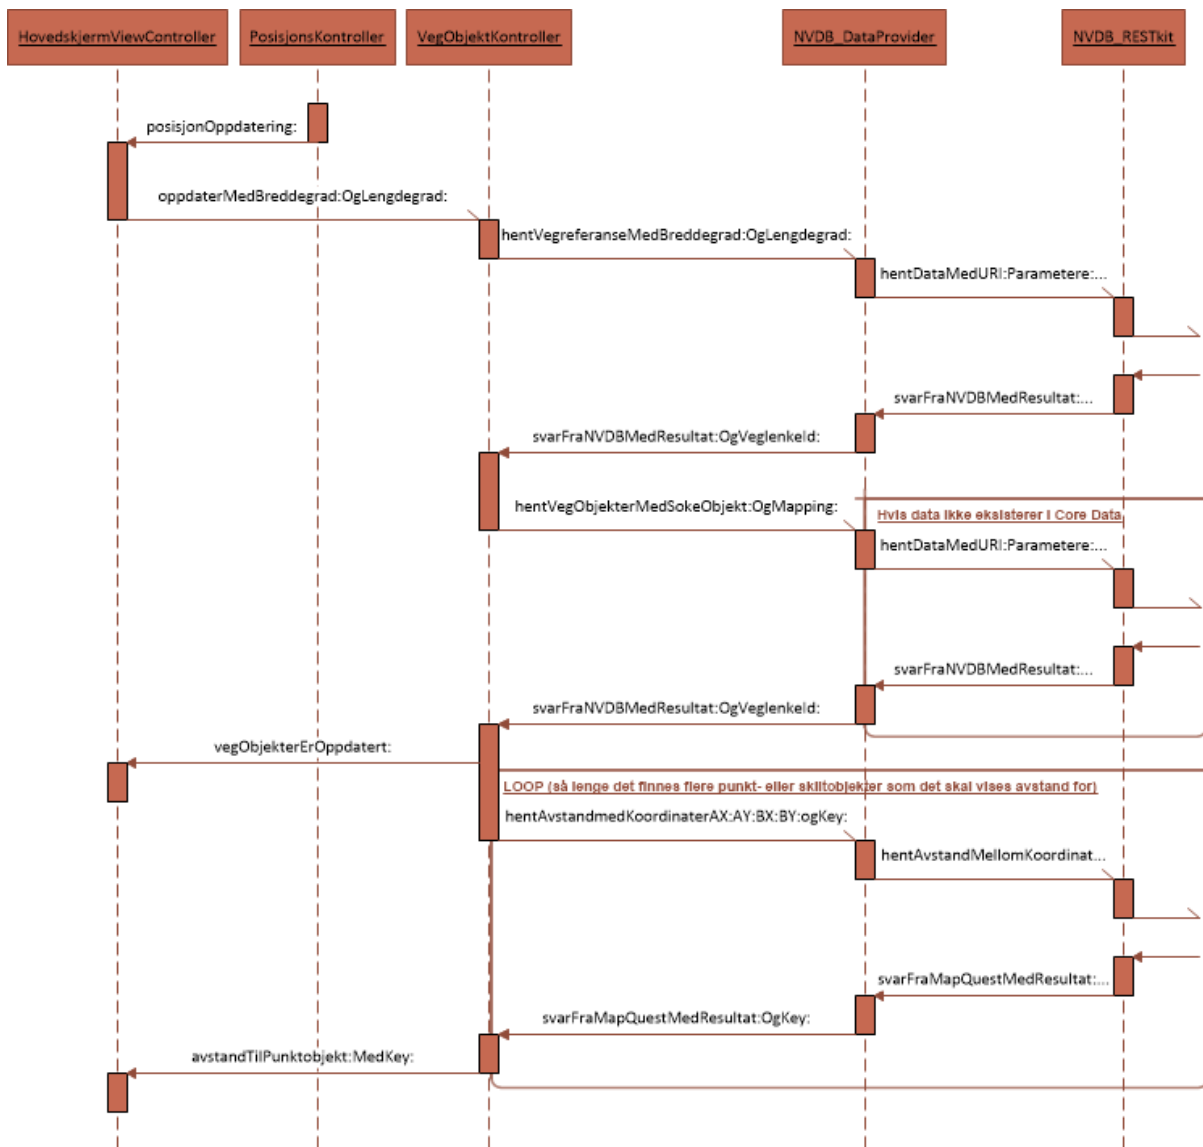 HovedskjermViewController
PosisjonsKontroller
VegObjektKontroller
NVDB_DataProvider
NVDB_RESTkit
posisjonOppdatering:
oppdaterMedBreddegrad:OgLengdegrad:
hentVegreferanseMedBreddegrad:OgLengdegrad:
hentDataMedURI:Parametere:...
svarFraNVDBMedResultat:...
svarFraNVDBMedResultat:OgVeglenkeId:
hentVegObjekterMedSokeObjekt:OgMapping:
Hvis data ikke eksisterer i Core Data
hentDataMedURI:Parametere:...
svarFraNVDBMedResultat:...
svarFraNVDBMedResultat:OgVeglenkeId:
vegObjekterErOppdatert:
LOOP (så lenge det finnes flere punkt- eller skiltobjekter som det skal vises avstand for)
hentAvstandmedKoordinaterAX:AY:BX:BY:ogKey:
hentAvstandMellomKoordinat...
svarFraMapQuestMedResultat:...
svarFraMapQuestMedResultat:OgKey:
avstandTilPunktobjekt:MedKey: